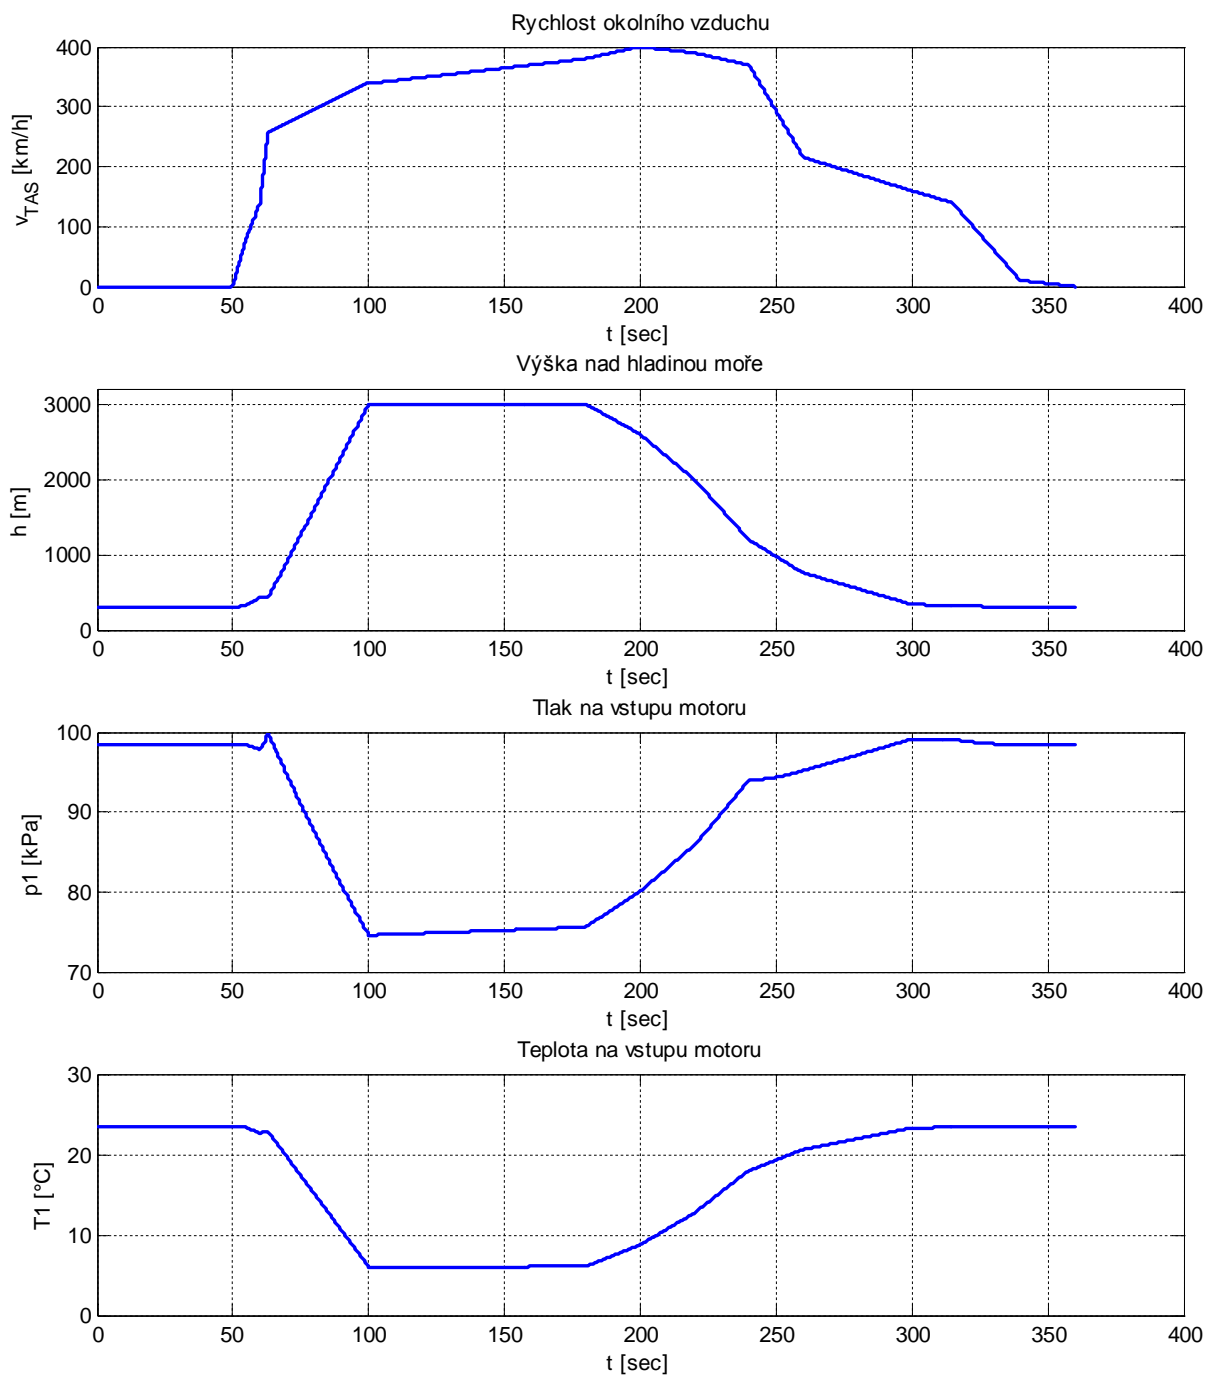 Rychlost okolního vzduchu
400
300
200
100
0
v_TAS [km/h]
0 50 100 150 200 250 300 350 400
t [sec]
Výška nad hladinou moře
3000
2000
1000
0
h [m]
0 50 100 150 200 250 300 350 400
t [sec]
Tlak na vstupu motoru
100
90
80
70
p1 [kPa]
0 50 100 150 200 250 300 350 400
t [sec]
Teplota na vstupu motoru
30
20
10
0
T1 [°C]
0 50 100 150 200 250 300 350 400
t [sec]